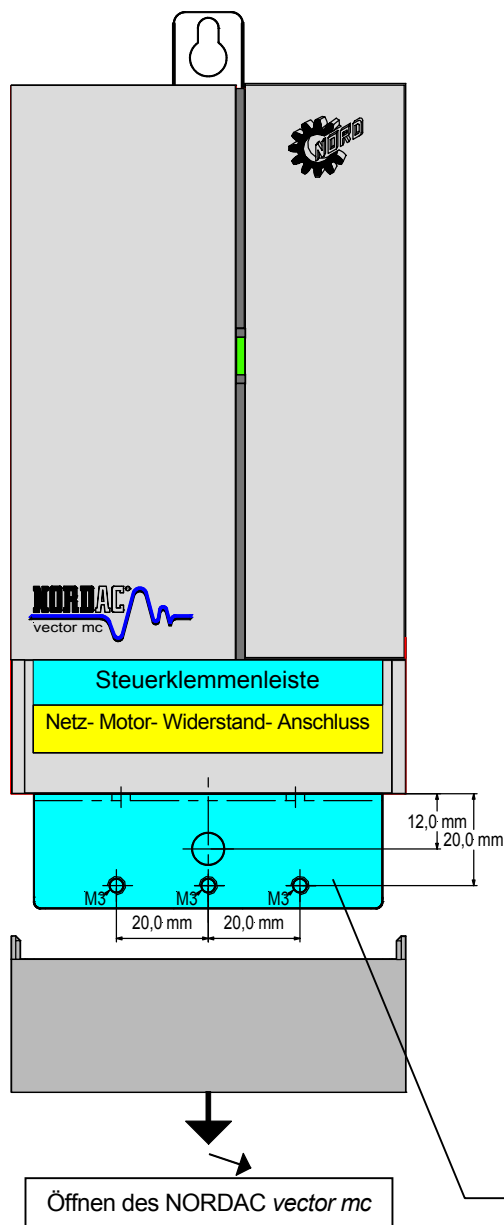 NORD
NORDAC®
vector mc
Steuerklemmenleiste
Netz- Motor- Widerstand- Anschluss
12,0 mm
20,0 mm
M3
M3
M3
20,0 mm
20,0 mm
Öffnen des NORDAC vector mc